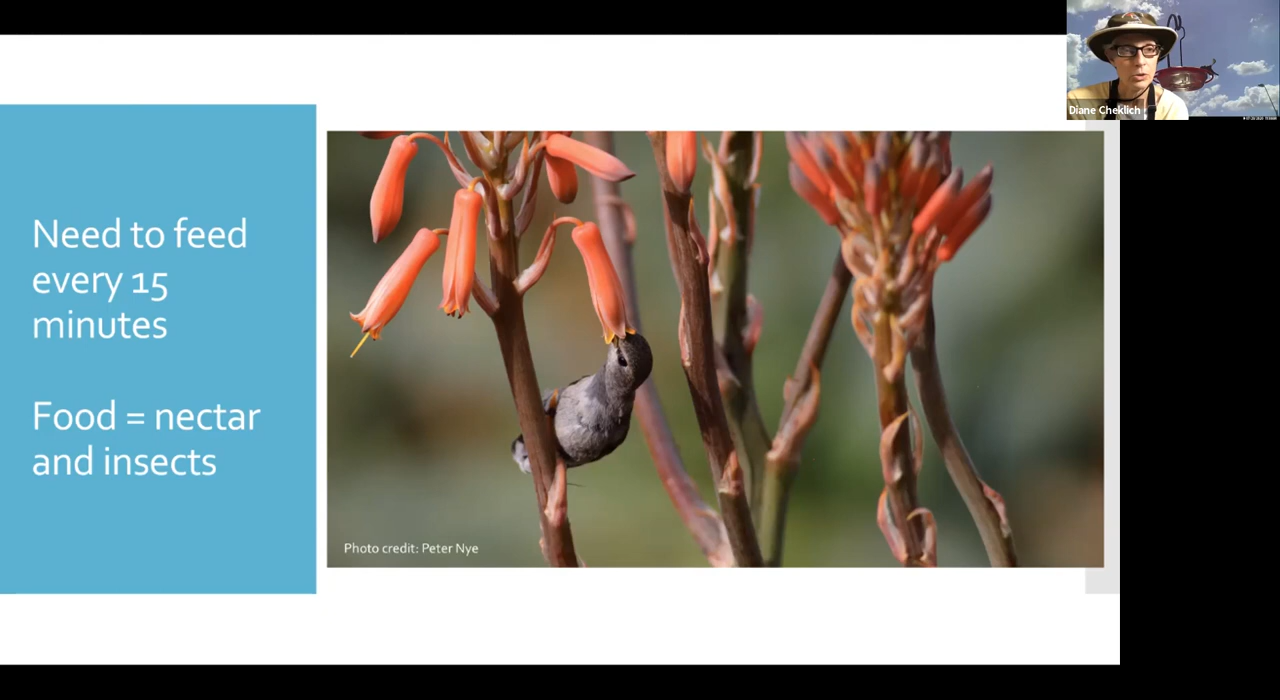 Diane Cheklich
Need to feed
every 15
minutes
Food = nectar
and insects
Photo credit: Peter Nye